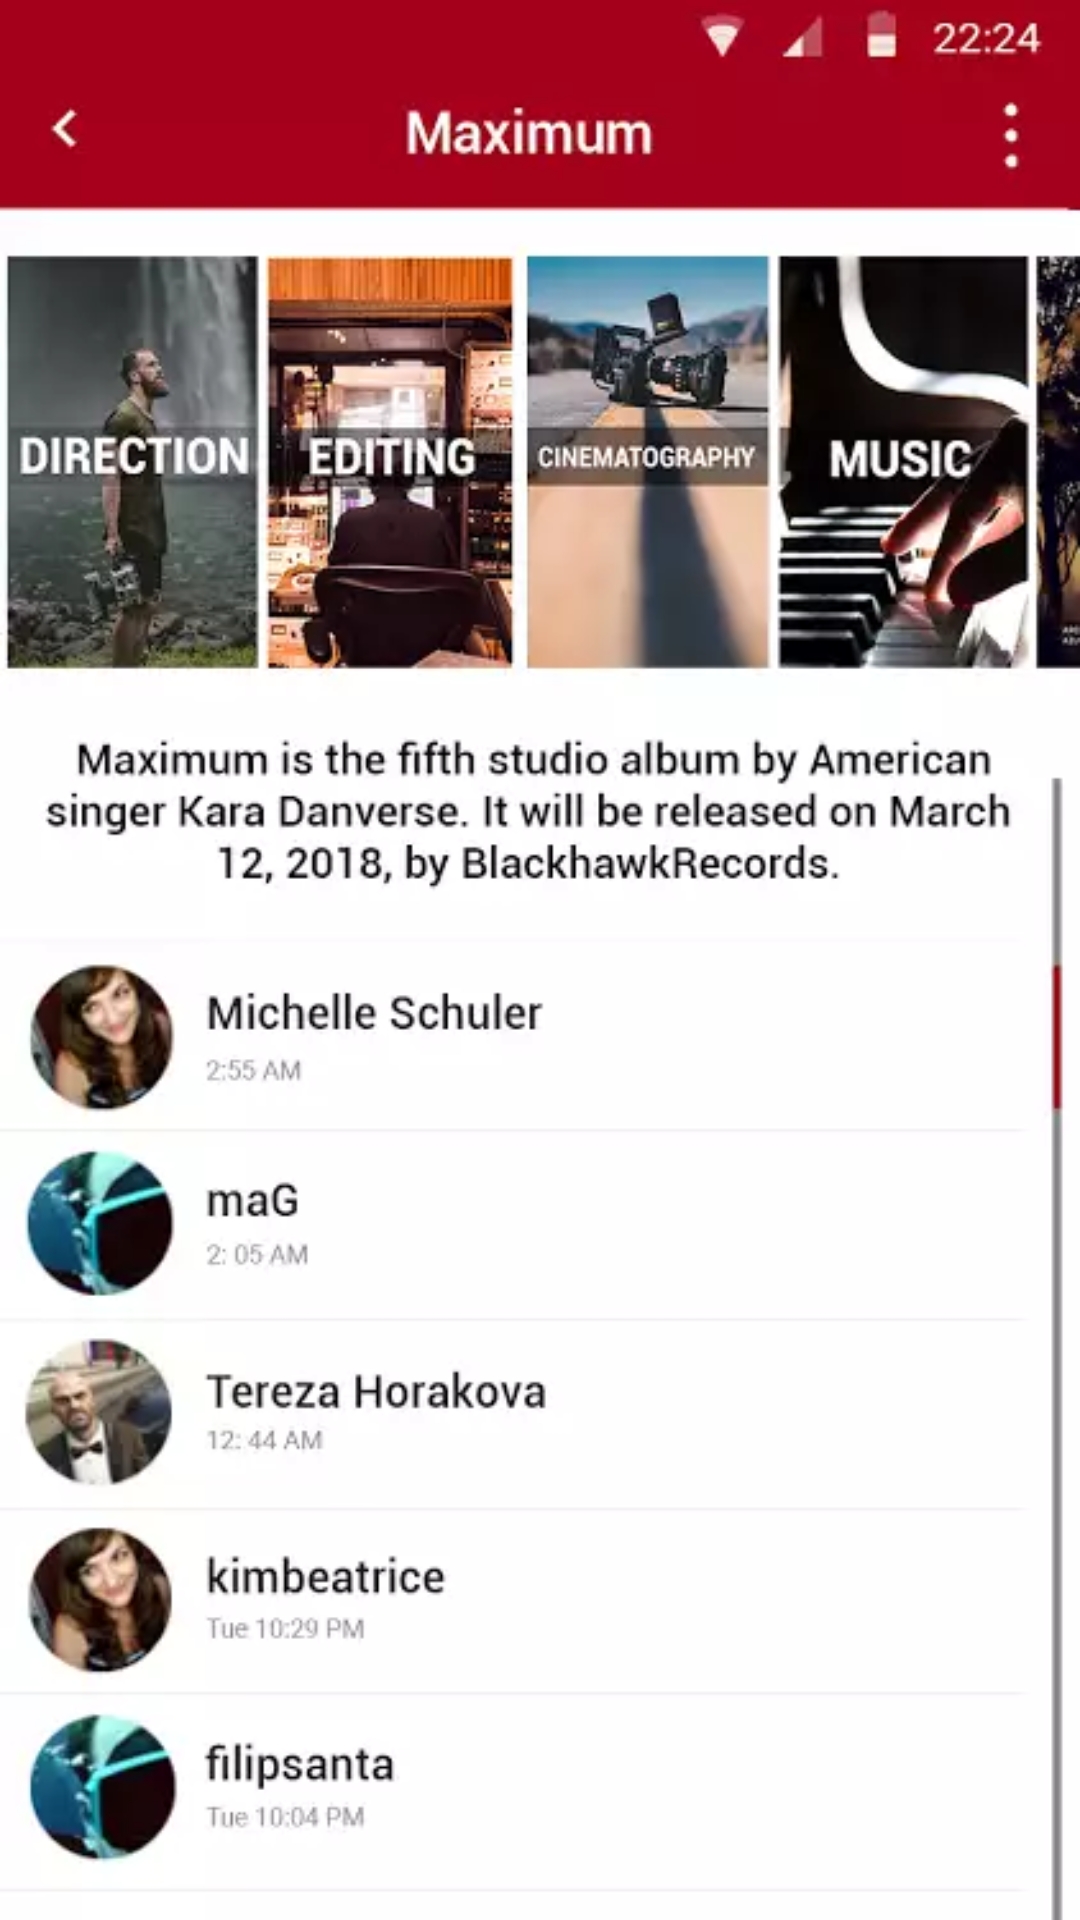 22:24
Maximum
DIRECTION
EDITING
CINEMATOGRAPHY
MUSIC
Maximum is the fifth studio album by American
singer Kara Danverse. It will be released on March
12, 2018, by BlackhawkRecords.
Michelle Schuler
2:55 AM
maG
2: 05 AM
Tereza Horakova
12: 44 AM
kimbeatrice
Tue 10:29 PM
filipsanta
Tue 10:04 PM